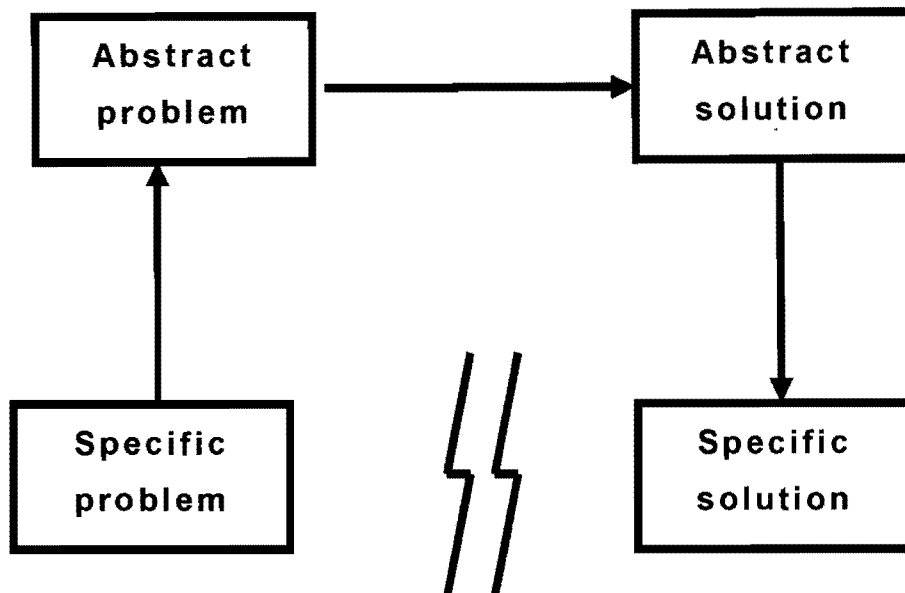 Abstract
problem
Abstract
solution
Specific
problem
Specific
solution